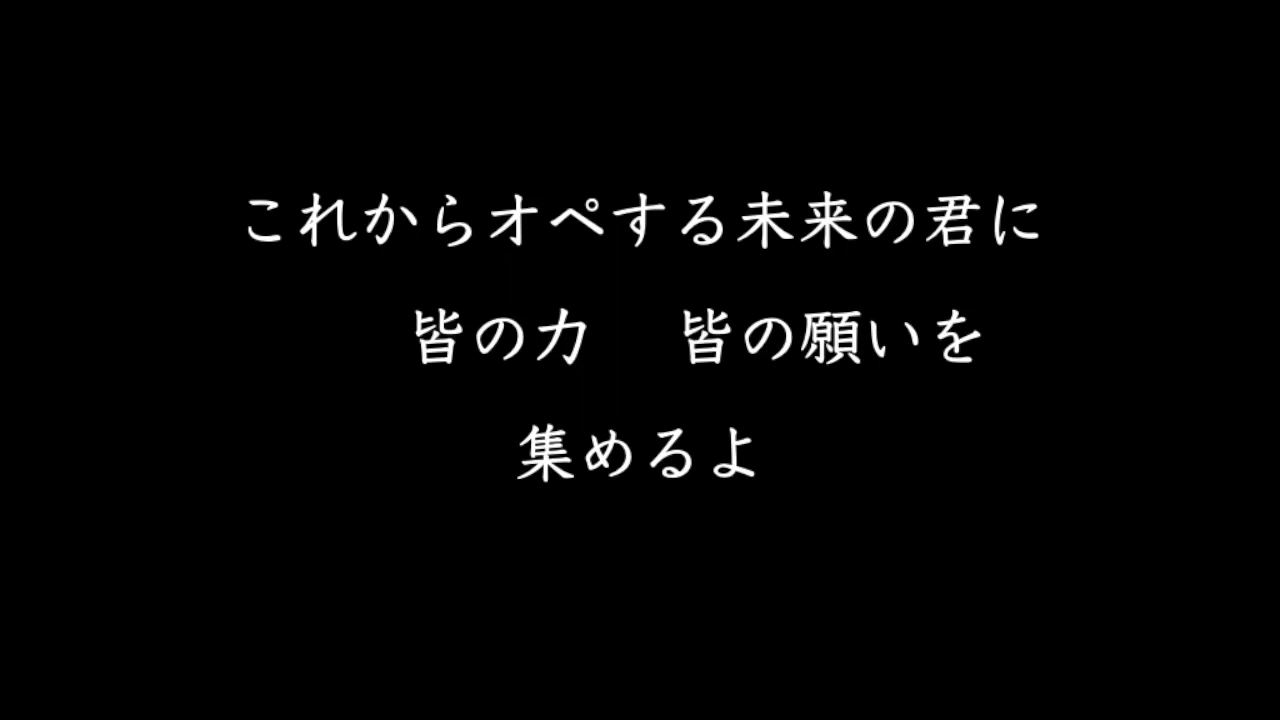 これからオペする未来の君に
皆の力　皆の願いを
集めるよ